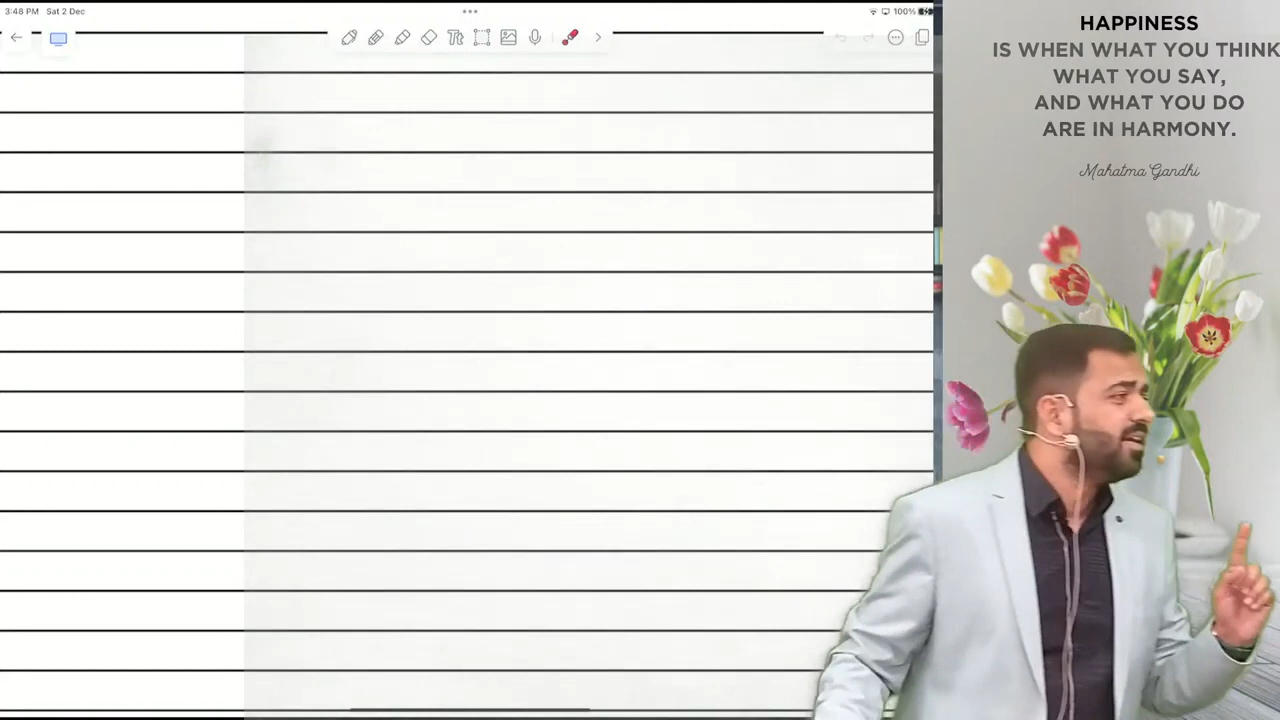 3:48 PM Sat 2 Dec
100%
Tt
HAPPINESS
IS WHEN WHAT YOU THINK
WHAT YOU SAY,
AND WHAT YOU DO
ARE IN HARMONY.
Mahatma Gandhi